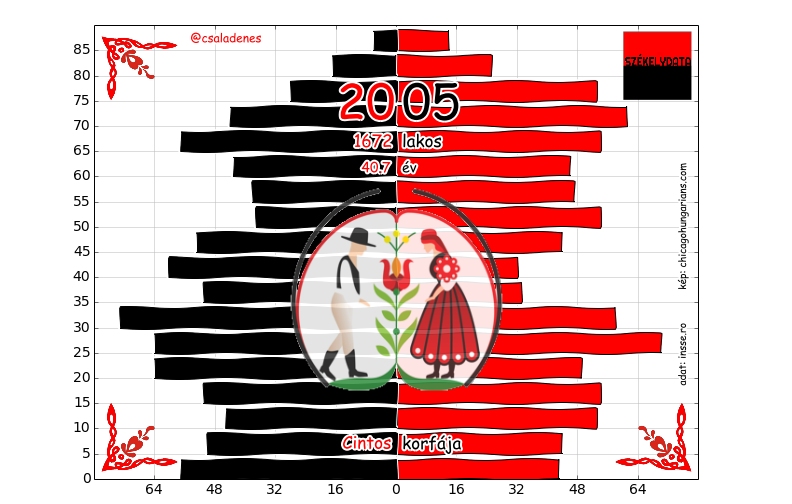 @csaladenes
SZÉKELYDATA
2005
1672 lakos
40.7 év
kép: chicagohungarians.com
adat: insse.ro
Cintos korfája
85
80
75
70
65
60
55
50
45
40
35
30
25
20
15
10
5
0
64 48 32 16 0 16 32 48 64